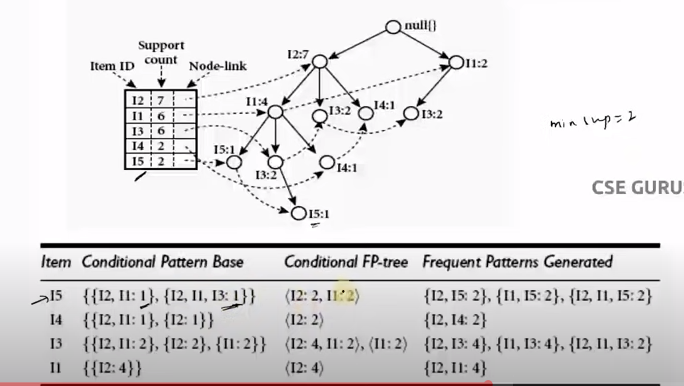 null{}
I2:7
I1:2
Support
count
Item ID
Node-link
I2 7
I1 6
I3 6
I4 2
I5 2
I1:4
I3:2
I4:1
I3:2
I5:1
I3:2
I4:1
I5:1
min sup = 2
CSE GURUS
Item Conditional Pattern Base Conditional FP-tree Frequent Patterns Generated
I5 {{I2, I1: 1}, {I2, I1, I3: 1}} ⟨I2: 2, I1: 2⟩ {I2, I5: 2}, {I1, I5: 2}, {I2, I1, I5: 2}
I4 {{I2, I1: 1}, {I2: 1}} ⟨I2: 2⟩ {I2, I4: 2}
I3 {{I2, I1: 2}, {I2: 2}, {I1: 2}} ⟨I2: 4, I1: 2⟩, ⟨I1: 2⟩ {I2, I3: 4}, {I1, I3: 4}, {I2, I1, I3: 2}
I1 {{I2: 4}} ⟨I2: 4⟩ {I2, I1: 4}